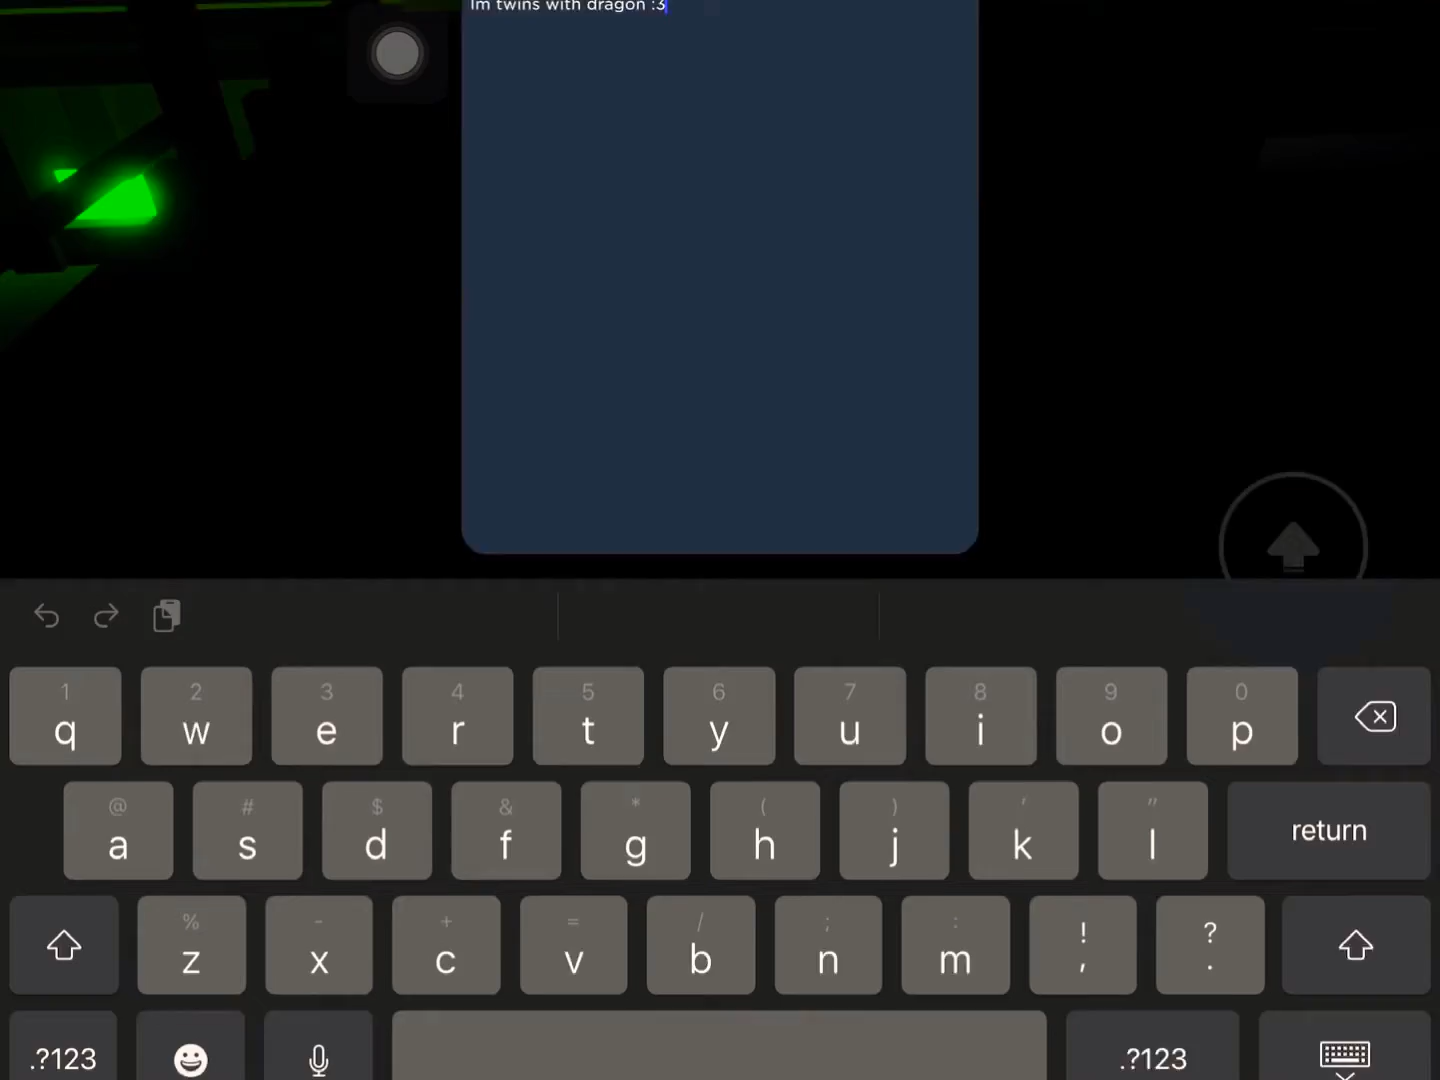 Im twins with dragon :3
1 2 3 4 5 6 7 8 9 0
q w e r t y u i o p
@ # $ & * ( ) ' "
a s d f g h j k l return
% - + = / ; : ! ?
z x c v b n m , .
.?123 .?123